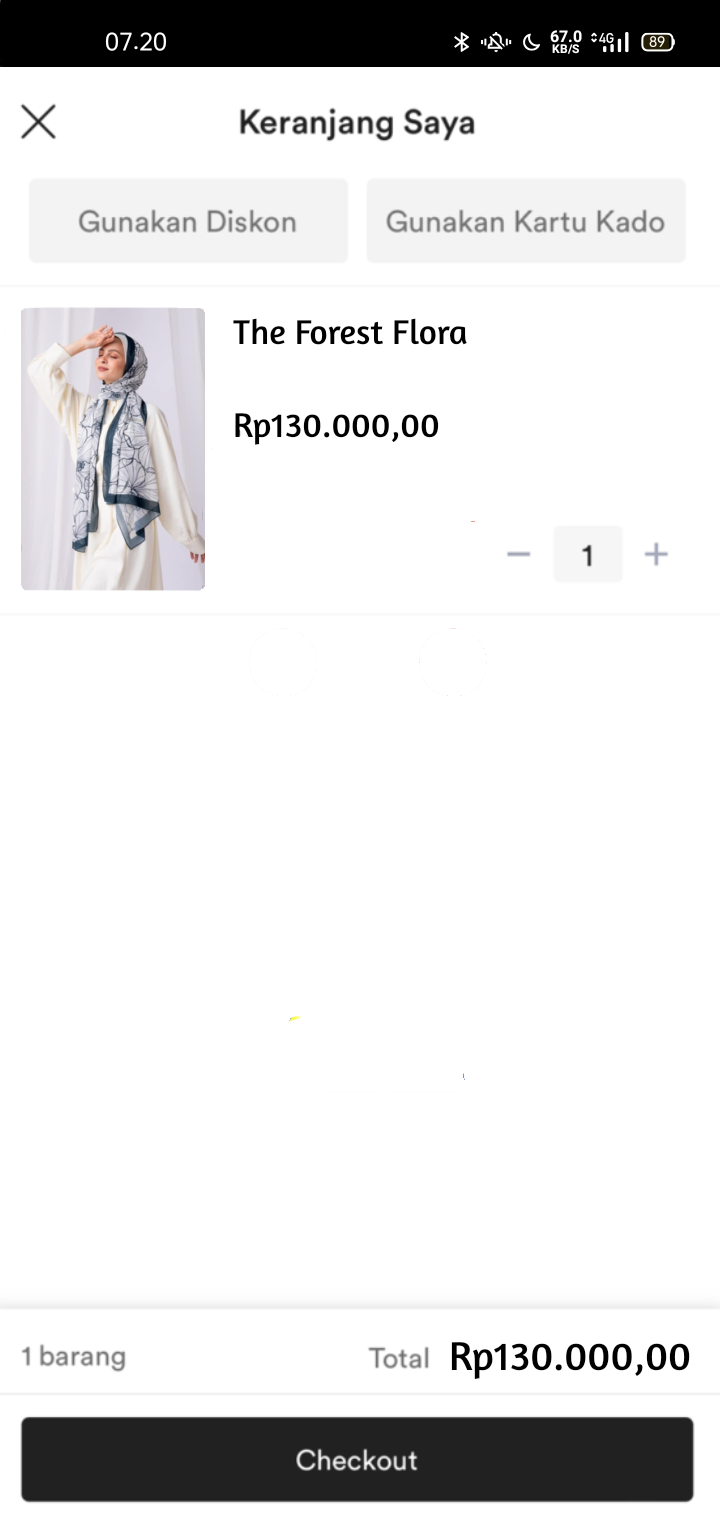 07.20 67.0 KB/S 4G 89
Keranjang Saya
Gunakan Diskon Gunakan Kartu Kado
The Forest Flora
Rp130.000,00
1
1 barang Total Rp130.000,00
Checkout